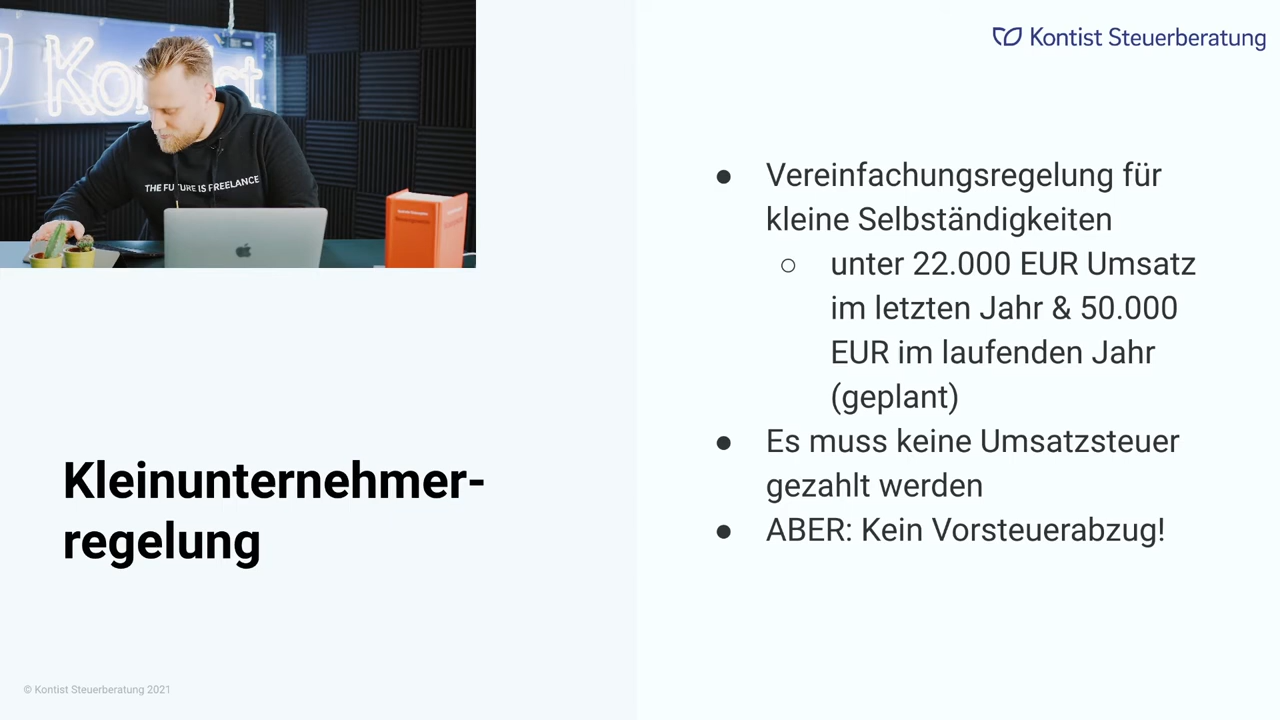 Kontist
THE FUTURE IS FREELANCE
Kontist Steuerberatung
Kleinunternehmer-
regelung
● Vereinfachungsregelung für
kleine Selbständigkeiten
○ unter 22.000 EUR Umsatz
im letzten Jahr & 50.000
EUR im laufenden Jahr
(geplant)
● Es muss keine Umsatzsteuer
gezahlt werden
● ABER: Kein Vorsteuerabzug!
© Kontist Steuerberatung 2021